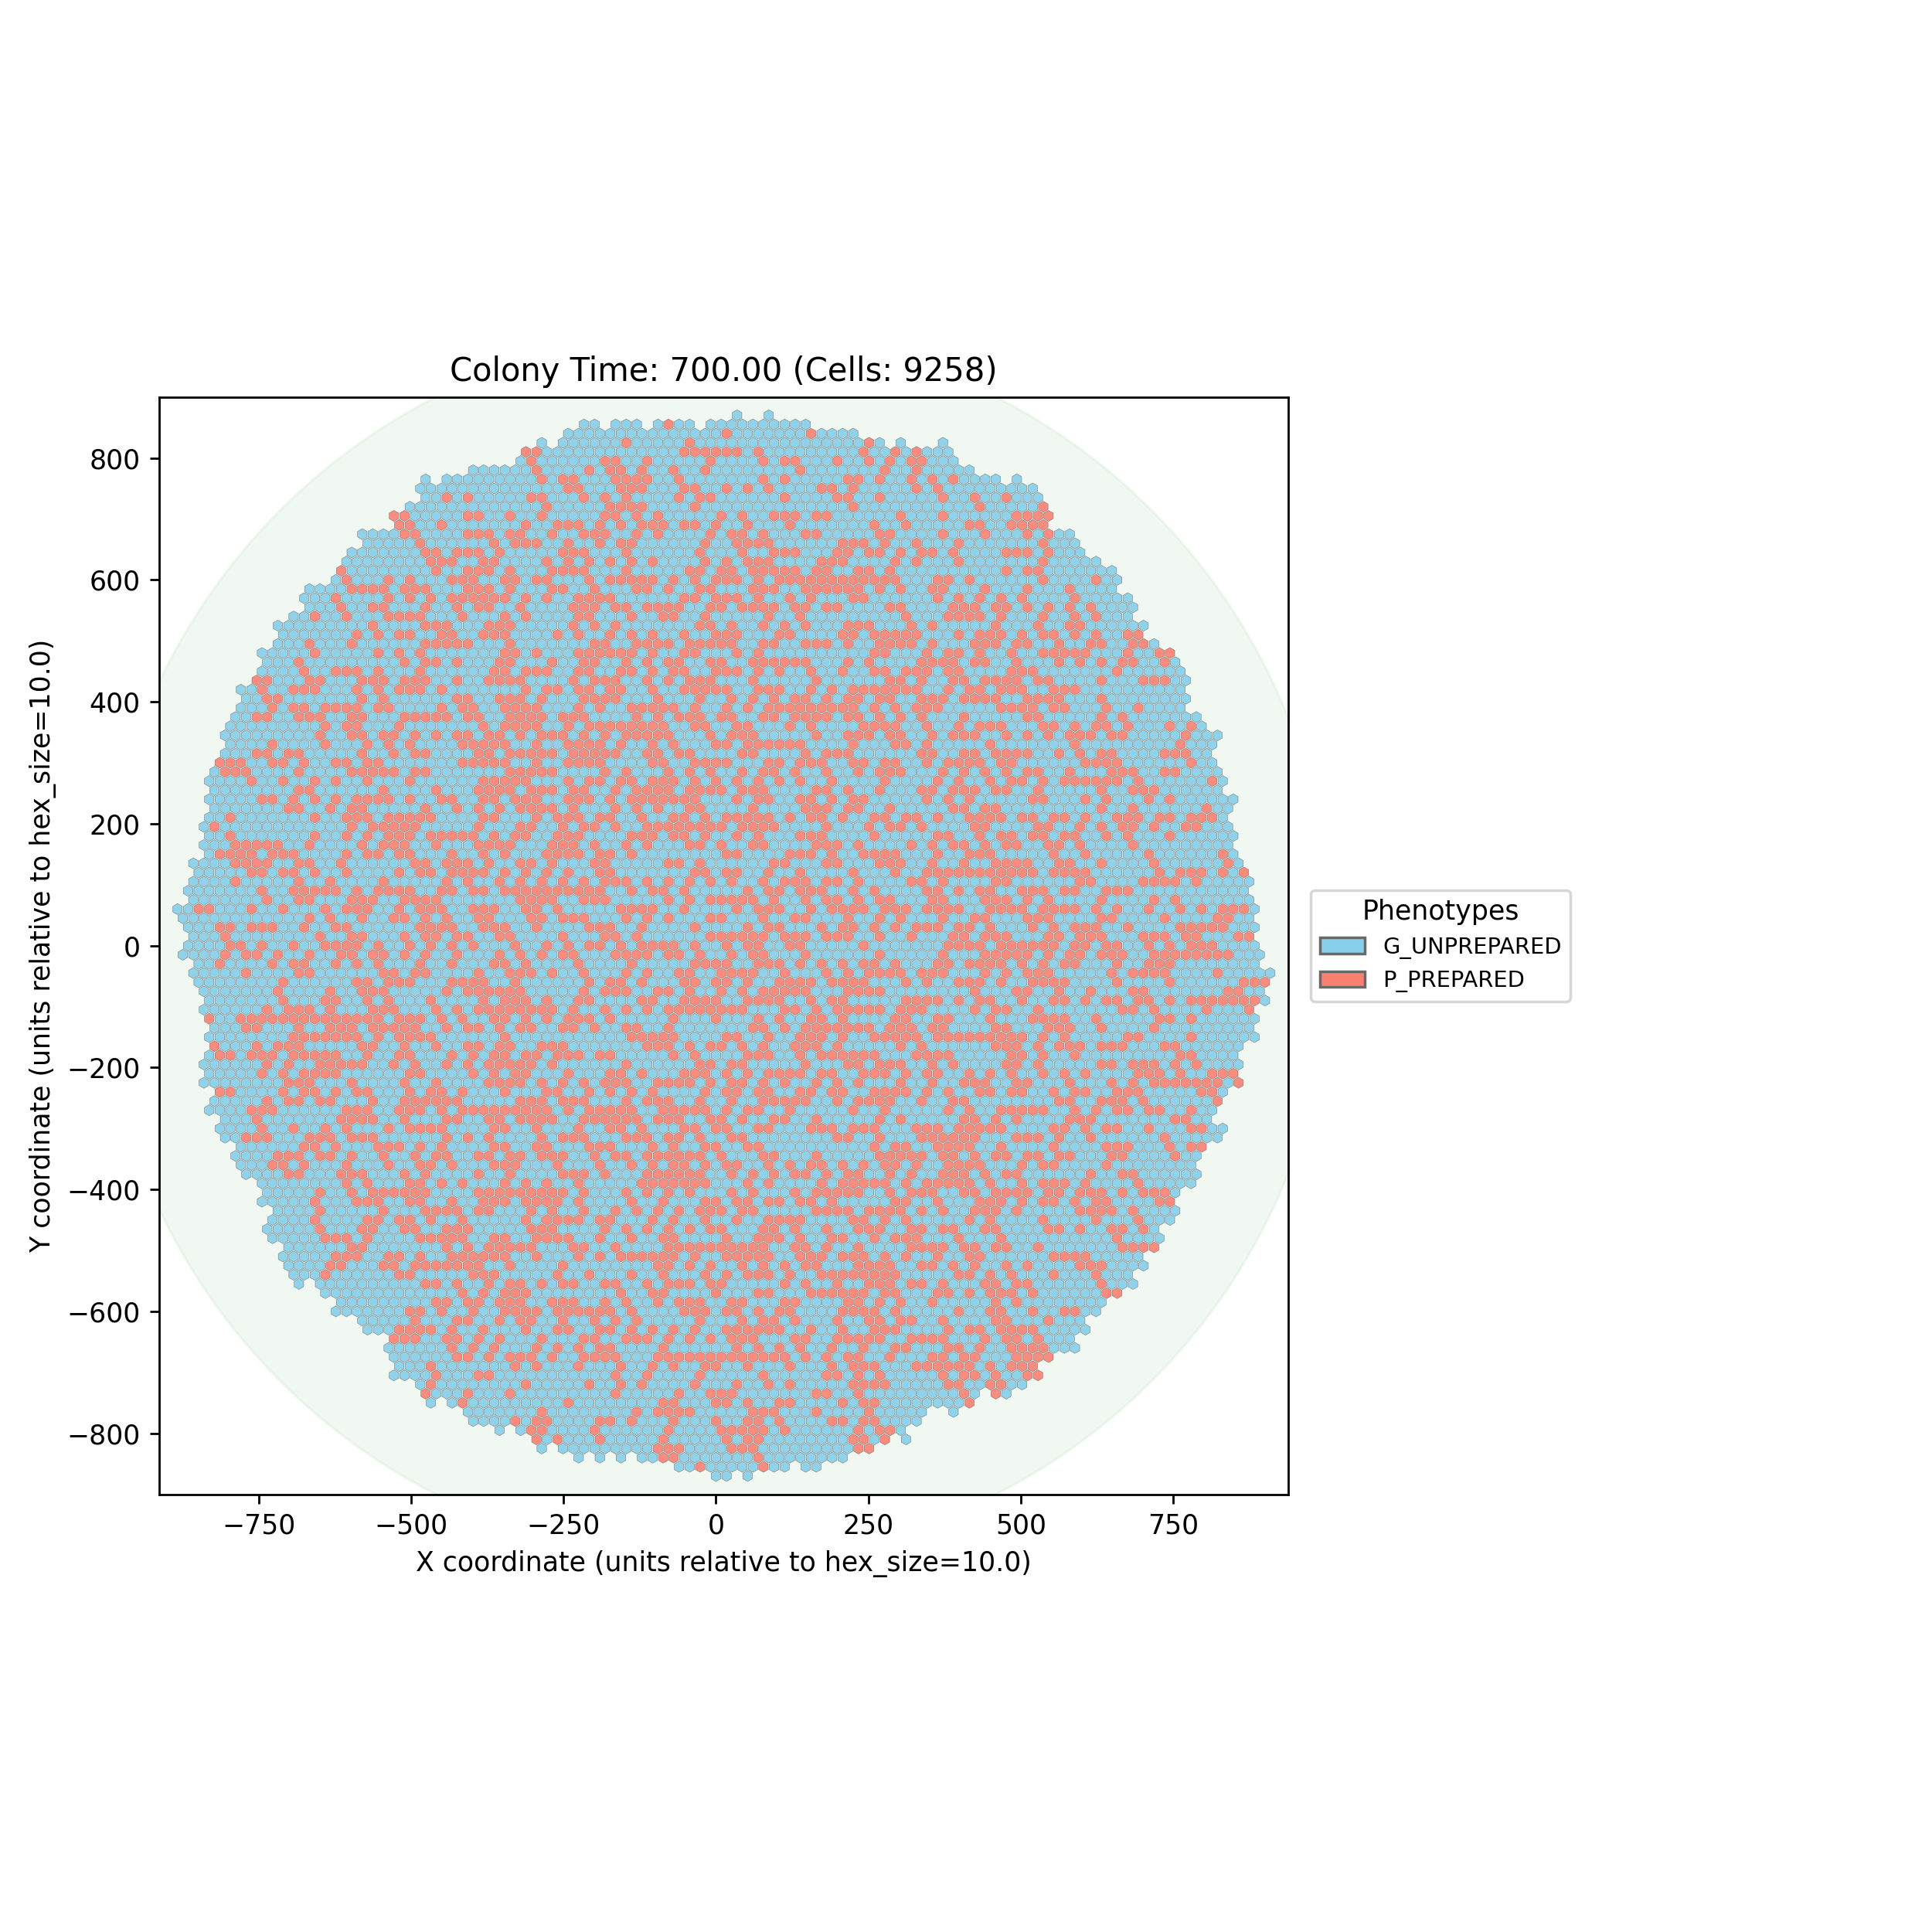 Colony Time: 700.00 (Cells: 9258)
Y coordinate (units relative to hex_size=10.0)
800
600
400
200
0
−200
−400
−600
−800
−750 −500 −250 0 250 500 750
X coordinate (units relative to hex_size=10.0)
Phenotypes
G_UNPREPARED
P_PREPARED